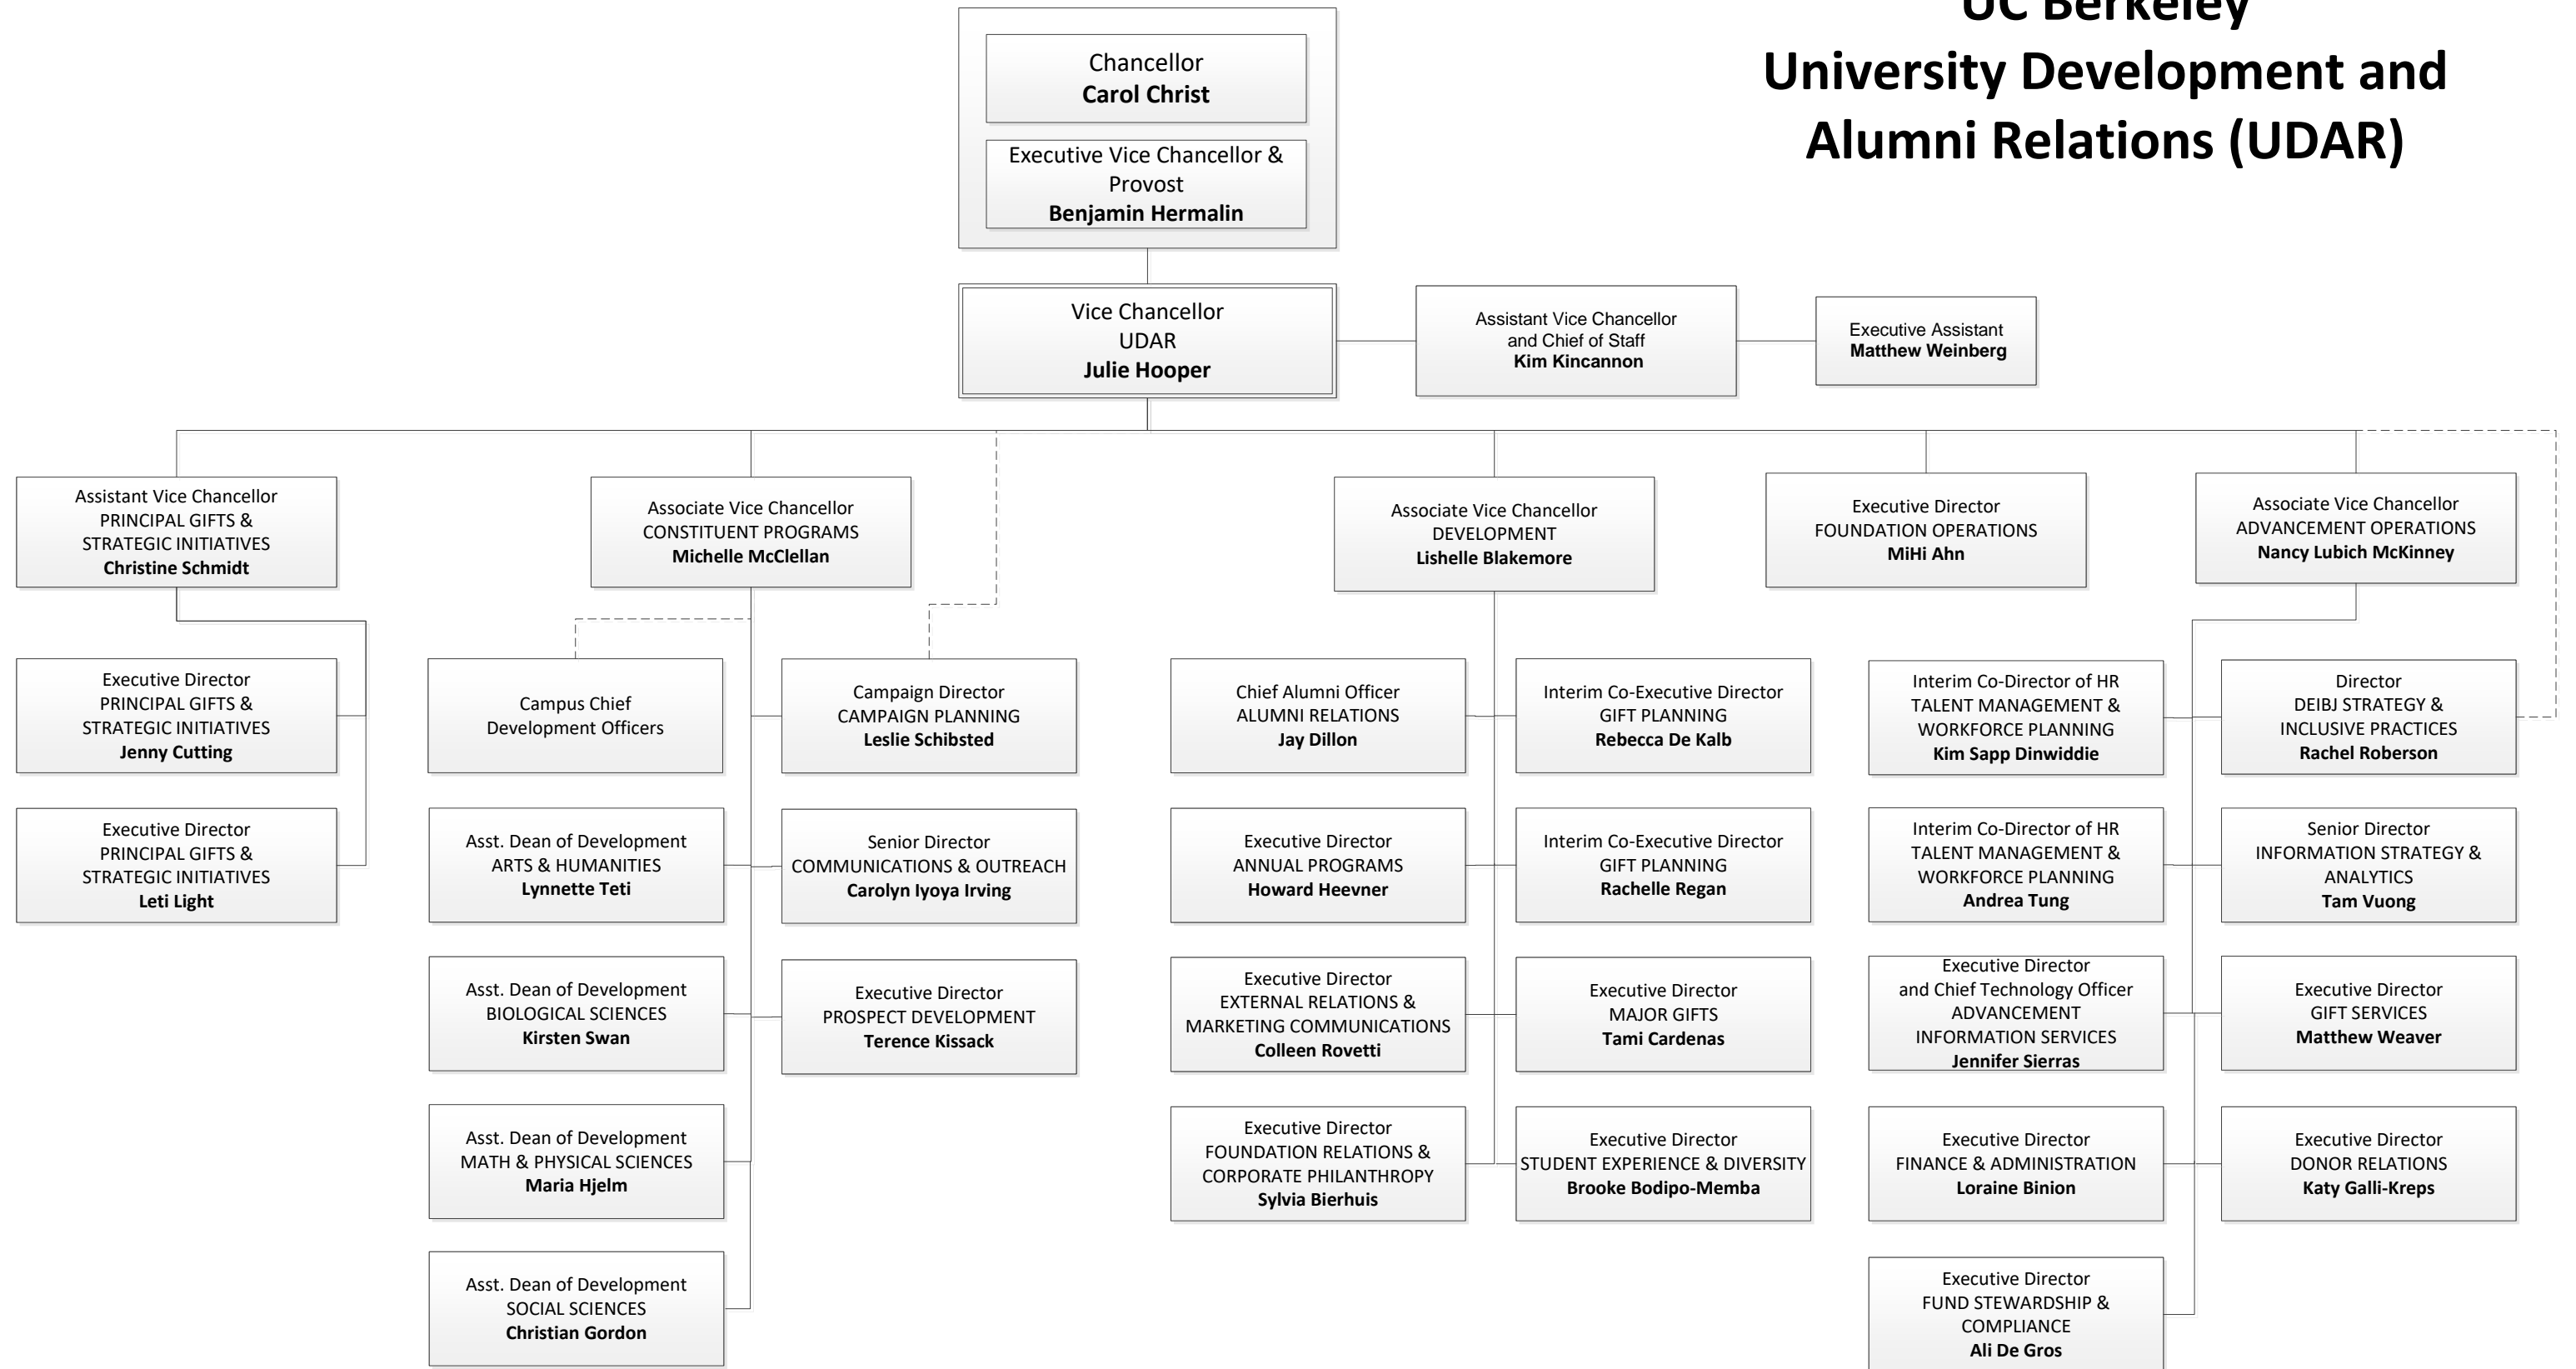 UC Berkeley
University Development and
Alumni Relations (UDAR)
Chancellor
Carol Christ
Executive Vice Chancellor &
Provost
Benjamin Hermalin
Vice Chancellor
UDAR
Julie Hooper
Assistant Vice Chancellor
and Chief of Staff
Kim Kincannon
Executive Assistant
Matthew Weinberg
Assistant Vice Chancellor
PRINCIPAL GIFTS &
STRATEGIC INITIATIVES
Christine Schmidt
Associate Vice Chancellor
CONSTITUENT PROGRAMS
Michelle McClellan
Associate Vice Chancellor
DEVELOPMENT
Lishelle Blakemore
Executive Director
FOUNDATION OPERATIONS
MiHi Ahn
Associate Vice Chancellor
ADVANCEMENT OPERATIONS
Nancy Lubich McKinney
Executive Director
PRINCIPAL GIFTS &
STRATEGIC INITIATIVES
Jenny Cutting
Campus Chief
Development Officers
Campaign Director
CAMPAIGN PLANNING
Leslie Schibsted
Chief Alumni Officer
ALUMNI RELATIONS
Jay Dillon
Interim Co-Executive Director
GIFT PLANNING
Rebecca De Kalb
Interim Co-Director of HR
TALENT MANAGEMENT &
WORKFORCE PLANNING
Kim Sapp Dinwiddie
Director
DEIBJ STRATEGY &
INCLUSIVE PRACTICES
Rachel Roberson
Executive Director
PRINCIPAL GIFTS &
STRATEGIC INITIATIVES
Leti Light
Asst. Dean of Development
ARTS & HUMANITIES
Lynnette Teti
Senior Director
COMMUNICATIONS & OUTREACH
Carolyn Iyoya Irving
Executive Director
ANNUAL PROGRAMS
Howard Heevner
Interim Co-Executive Director
GIFT PLANNING
Rachelle Regan
Interim Co-Director of HR
TALENT MANAGEMENT &
WORKFORCE PLANNING
Andrea Tung
Senior Director
INFORMATION STRATEGY &
ANALYTICS
Tam Vuong
Asst. Dean of Development
BIOLOGICAL SCIENCES
Kirsten Swan
Executive Director
PROSPECT DEVELOPMENT
Terence Kissack
Executive Director
EXTERNAL RELATIONS &
MARKETING COMMUNICATIONS
Colleen Rovetti
Executive Director
MAJOR GIFTS
Tami Cardenas
Executive Director
and Chief Technology Officer
ADVANCEMENT
INFORMATION SERVICES
Jennifer Sierras
Executive Director
GIFT SERVICES
Matthew Weaver
Asst. Dean of Development
MATH & PHYSICAL SCIENCES
Maria Hjelm
Executive Director
FOUNDATION RELATIONS &
CORPORATE PHILANTHROPY
Sylvia Bierhuis
Executive Director
STUDENT EXPERIENCE & DIVERSITY
Brooke Bodipo-Memba
Executive Director
FINANCE & ADMINISTRATION
Loraine Binion
Executive Director
DONOR RELATIONS
Katy Galli-Kreps
Asst. Dean of Development
SOCIAL SCIENCES
Christian Gordon
Executive Director
FUND STEWARDSHIP &
COMPLIANCE
Ali De Gros